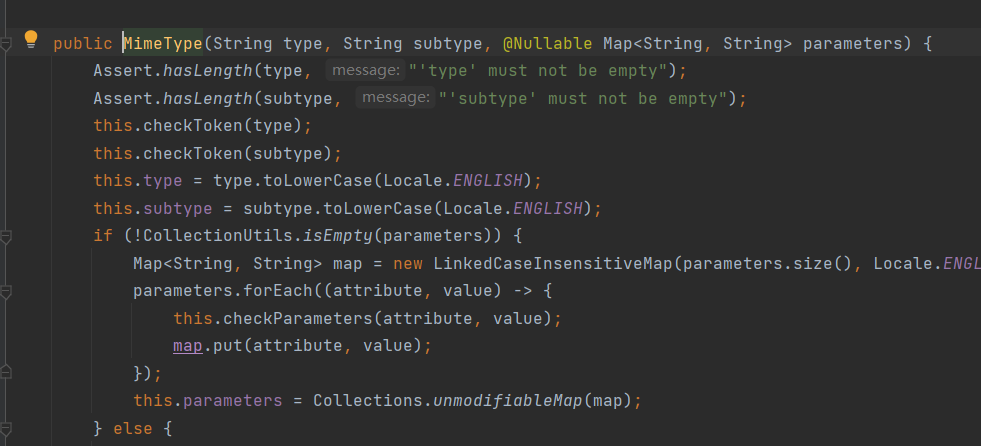 public MimeType(String type, String subtype, @Nullable Map<String, String> parameters) {
    Assert.hasLength(type, message: "'type' must not be empty");
    Assert.hasLength(subtype, message: "'subtype' must not be empty");
    this.checkToken(type);
    this.checkToken(subtype);
    this.type = type.toLowerCase(Locale.ENGLISH);
    this.subtype = subtype.toLowerCase(Locale.ENGLISH);
    if (!CollectionUtils.isEmpty(parameters)) {
        Map<String, String> map = new LinkedCaseInsensitiveMap(parameters.size(), Locale.ENGL
        parameters.forEach((attribute, value) -> {
            this.checkParameters(attribute, value);
            map.put(attribute, value);
        });
        this.parameters = Collections.unmodifiableMap(map);
    } else {